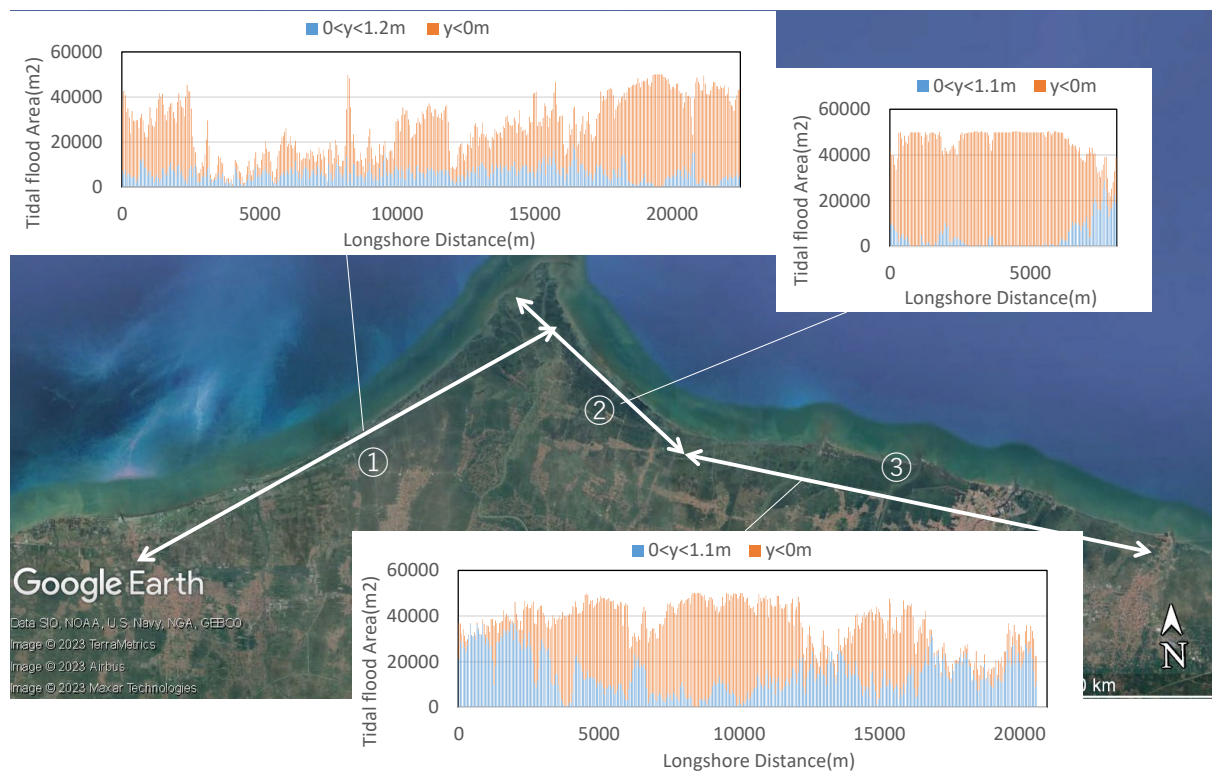 0<y<1.2m y<0m
Tidal flood Area(m2)
60000
40000
20000
0
0 5000 10000 15000 20000
Longshore Distance(m)
0<y<1.1m y<0m
Tidal flood Area(m2)
60000
40000
20000
0
0 5000
Longshore Distance(m)
①
②
③
0<y<1.1m y<0m
Tidal flood Area(m2)
60000
40000
20000
0
0 5000 10000 15000 20000
Longshore Distance(m)
Google Earth
Data SIO, NOAA, U.S. Navy, NGA, GEBCO
Image © 2023 TerraMetrics
Image © 2023 Airbus
Image © 2023 Maxar Technologies
N
0 km